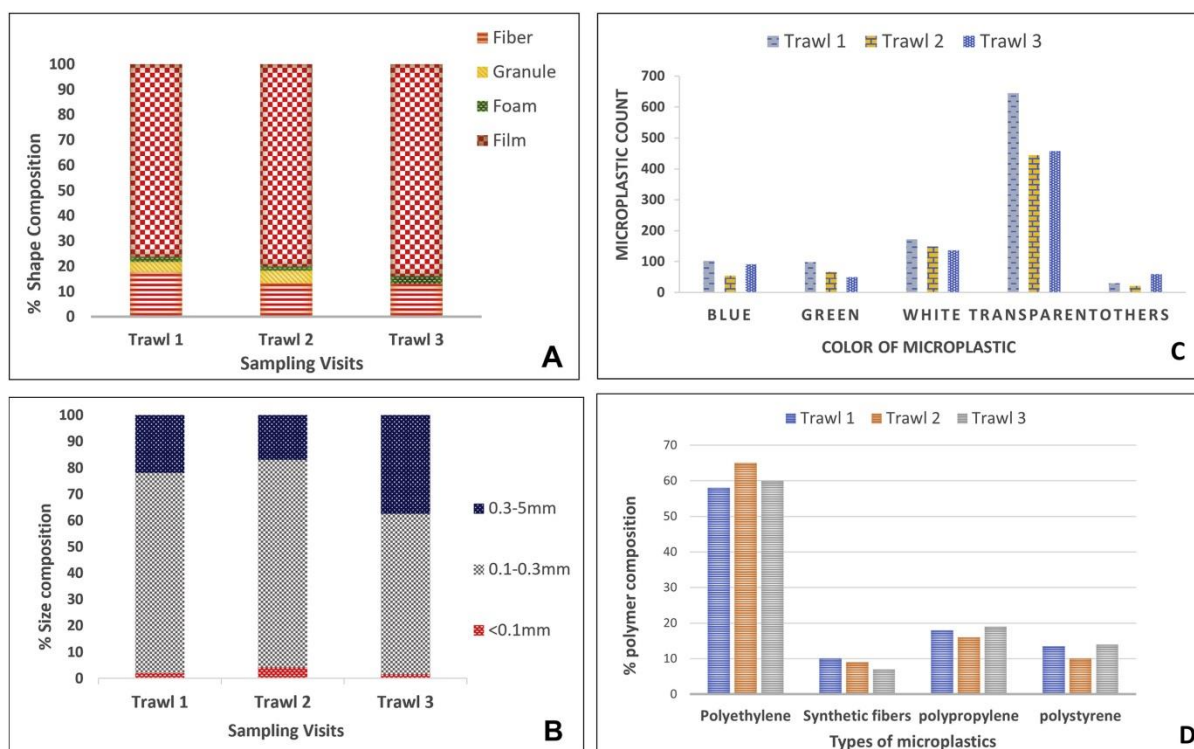 Fiber
Granule
Foam
Film
100
90
80
70
60
50
40
30
20
10
0
% Shape Composition
Trawl 1 Trawl 2 Trawl 3
Sampling Visits
A
Trawl 1 Trawl 2 Trawl 3
700
600
500
400
300
200
100
0
MICROPLASTIC COUNT
BLUE GREEN WHITE TRANSPARENTOTHERS
COLOR OF MICROPLASTIC
C
100
90
80
70
60
50
40
30
20
10
0
% Size composition
0.3-5mm
0.1-0.3mm
<0.1mm
Trawl 1 Trawl 2 Trawl 3
Sampling Visits
B
Trawl 1 Trawl 2 Trawl 3
70
60
50
40
30
20
10
0
% polymer composition
Polyethylene Synthetic fibers polypropylene polystyrene
Types of microplastics
D